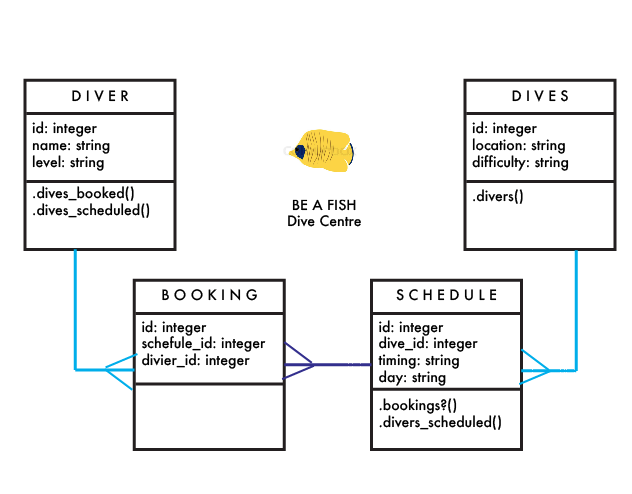 DIVER
id: integer
name: string
level: string
.dives_booked()
.dives_scheduled()
DIVES
id: integer
location: string
difficulty: string
.divers()
BE A FISH
Dive Centre
BOOKING
id: integer
schefule_id: integer
divier_id: integer
SCHEDULE
id: integer
dive_id: integer
timing: string
day: string
.bookings?()
.divers_scheduled()